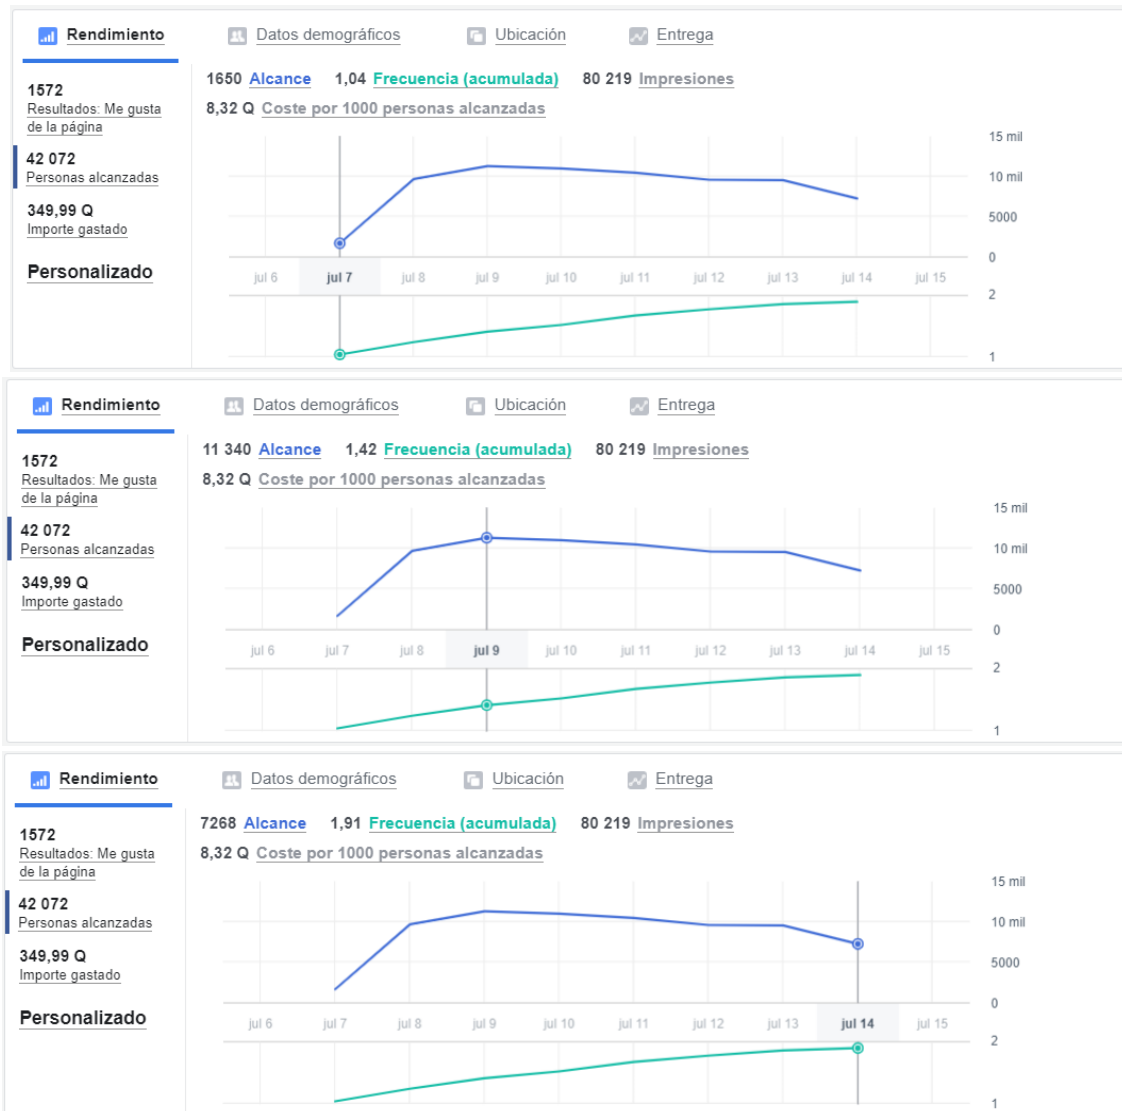 Rendimiento Datos demográficos Ubicación Entrega
1650 Alcance 1,04 Frecuencia (acumulada) 80 219 Impresiones
8,32 Q Coste por 1000 personas alcanzadas
1572
Resultados: Me gusta
de la página
42 072
Personas alcanzadas
349,99 Q
Importe gastado
Personalizado
15 mil
10 mil
5000
0
jul 6 jul 7 jul 8 jul 9 jul 10 jul 11 jul 12 jul 13 jul 14 jul 15
2
1
Rendimiento Datos demográficos Ubicación Entrega
11 340 Alcance 1,42 Frecuencia (acumulada) 80 219 Impresiones
8,32 Q Coste por 1000 personas alcanzadas
1572
Resultados: Me gusta
de la página
42 072
Personas alcanzadas
349,99 Q
Importe gastado
Personalizado
15 mil
10 mil
5000
0
jul 6 jul 7 jul 8 jul 9 jul 10 jul 11 jul 12 jul 13 jul 14 jul 15
2
1
Rendimiento Datos demográficos Ubicación Entrega
7268 Alcance 1,91 Frecuencia (acumulada) 80 219 Impresiones
8,32 Q Coste por 1000 personas alcanzadas
1572
Resultados: Me gusta
de la página
42 072
Personas alcanzadas
349,99 Q
Importe gastado
Personalizado
15 mil
10 mil
5000
0
jul 6 jul 7 jul 8 jul 9 jul 10 jul 11 jul 12 jul 13 jul 14 jul 15
2
1